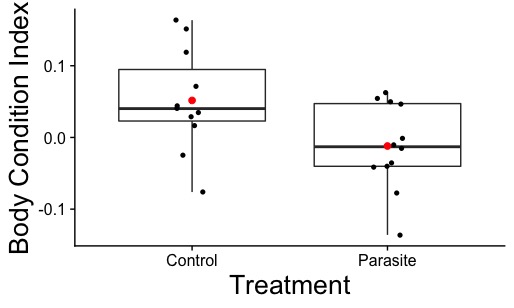 Body Condition Index
0.1
0.0
-0.1
Control
Parasite
Treatment